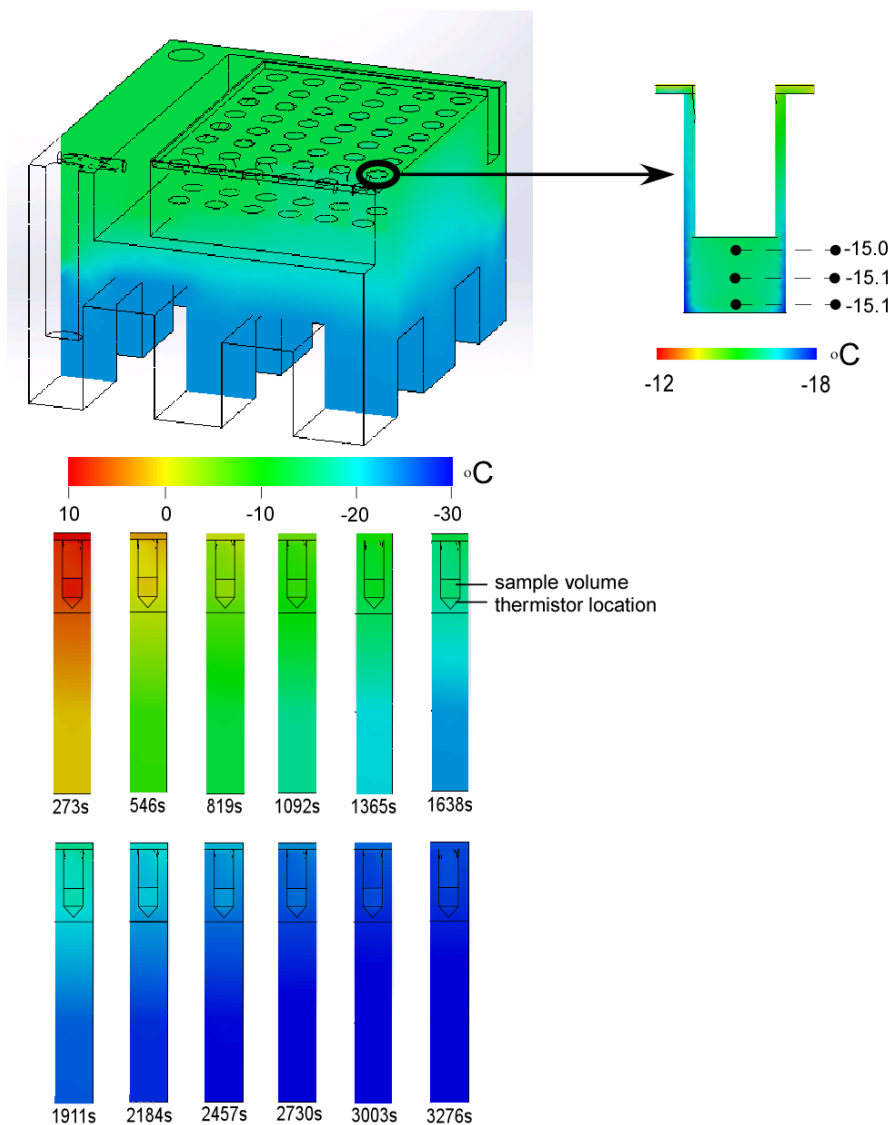 -15.0
-15.1
-15.1
°C
-12 -18
°C
10 0 -10 -20 -30
sample volume
thermistor location
273s 546s 819s 1092s 1365s 1638s
1911s 2184s 2457s 2730s 3003s 3276s